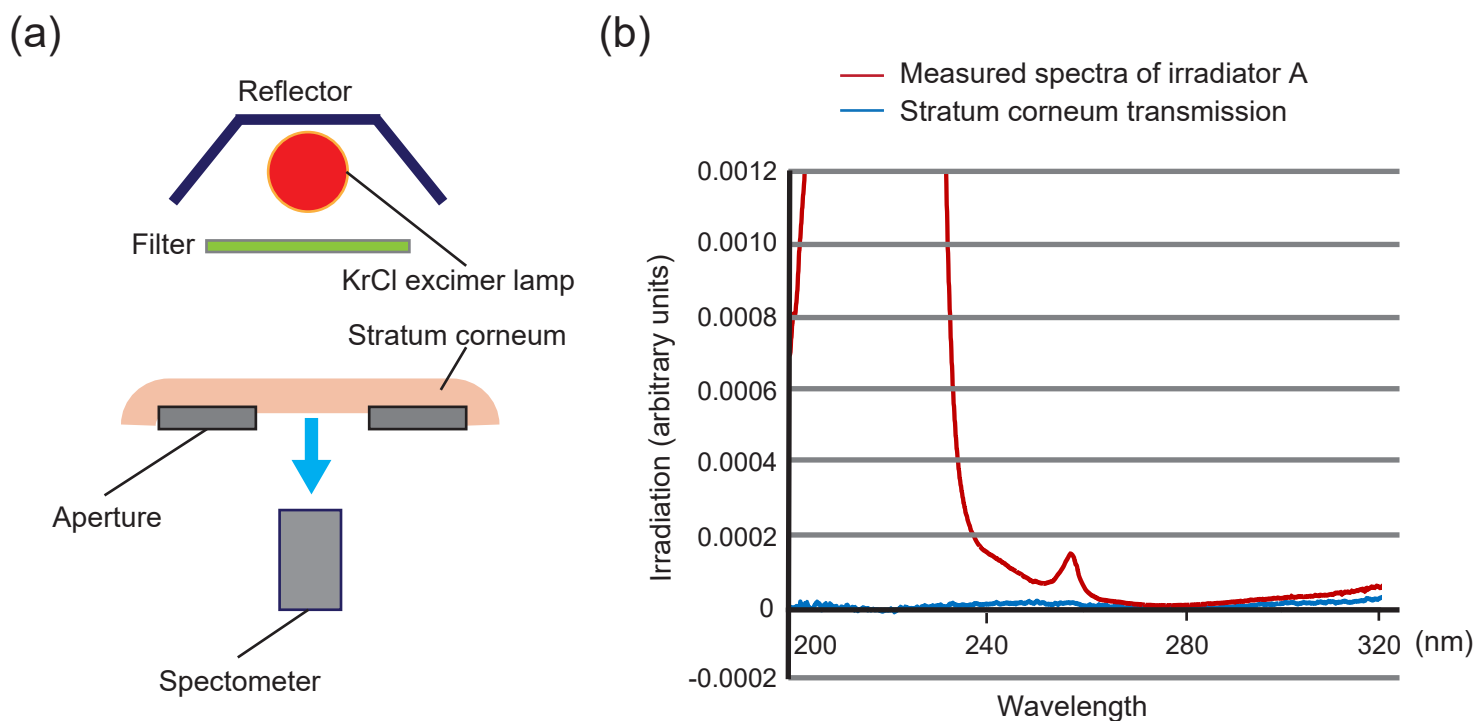 (a)
Reflector
Filter
KrCl excimer lamp
Stratum corneum
Aperture
Spectometer
(b)
Measured spectra of irradiator A
Stratum corneum transmission
Irradiation (arbitrary units)
0.0012
0.0010
0.0008
0.0006
0.0004
0.0002
0
-0.0002
200 240 280 320 (nm)
Wavelength